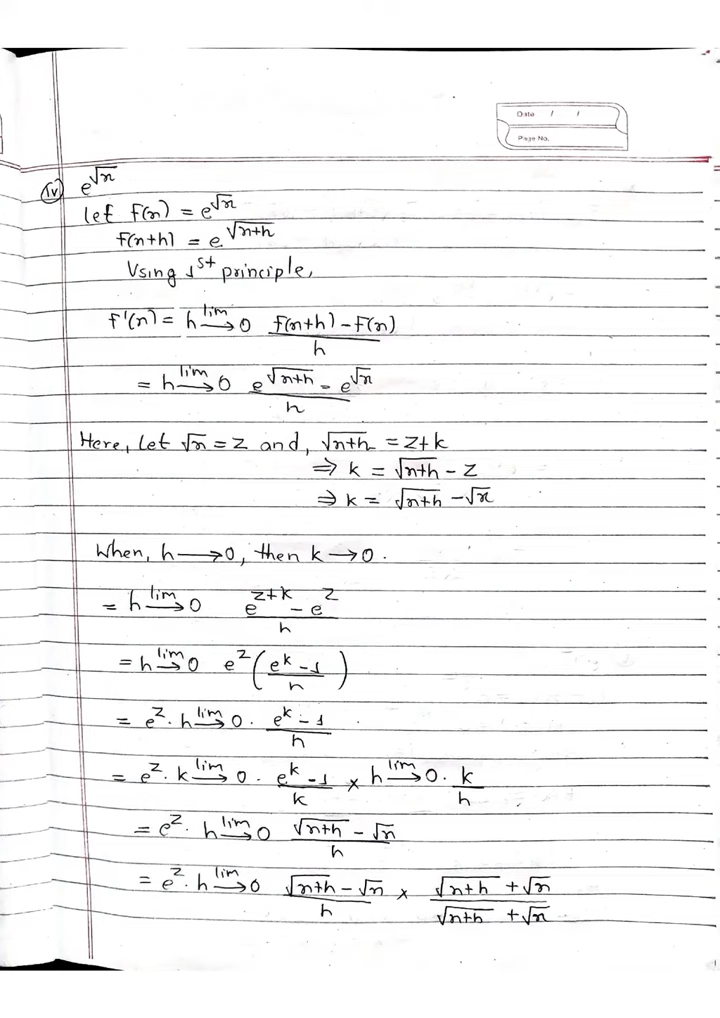 Date / /
Page No.
(iv) e^√x
Let f(x) = e^√x
f(x+h) = e^√(x+h)
Using 1st principle,
f'(x) = lim h→0 (f(x+h) - f(x))/h
= lim h→0 (e^√(x+h) - e^√x)/h
Here, Let √x = z and, √(x+h) = z+k
⇒ k = √(x+h) - z
⇒ k = √(x+h) - √x
When, h → 0, then k → 0.
= lim h→0 (e^(z+k) - e^z)/h
= lim h→0 e^z ((e^k - 1)/h)
= e^z . lim h→0 . (e^k - 1)/h
= e^z . lim k→0 . (e^k - 1)/k × lim h→0 . k/h
= e^z . lim h→0 (√(x+h) - √x)/h
= e^z . lim h→0 (√(x+h) - √x)/h × (√(x+h) + √x)/(√(x+h) + √x)